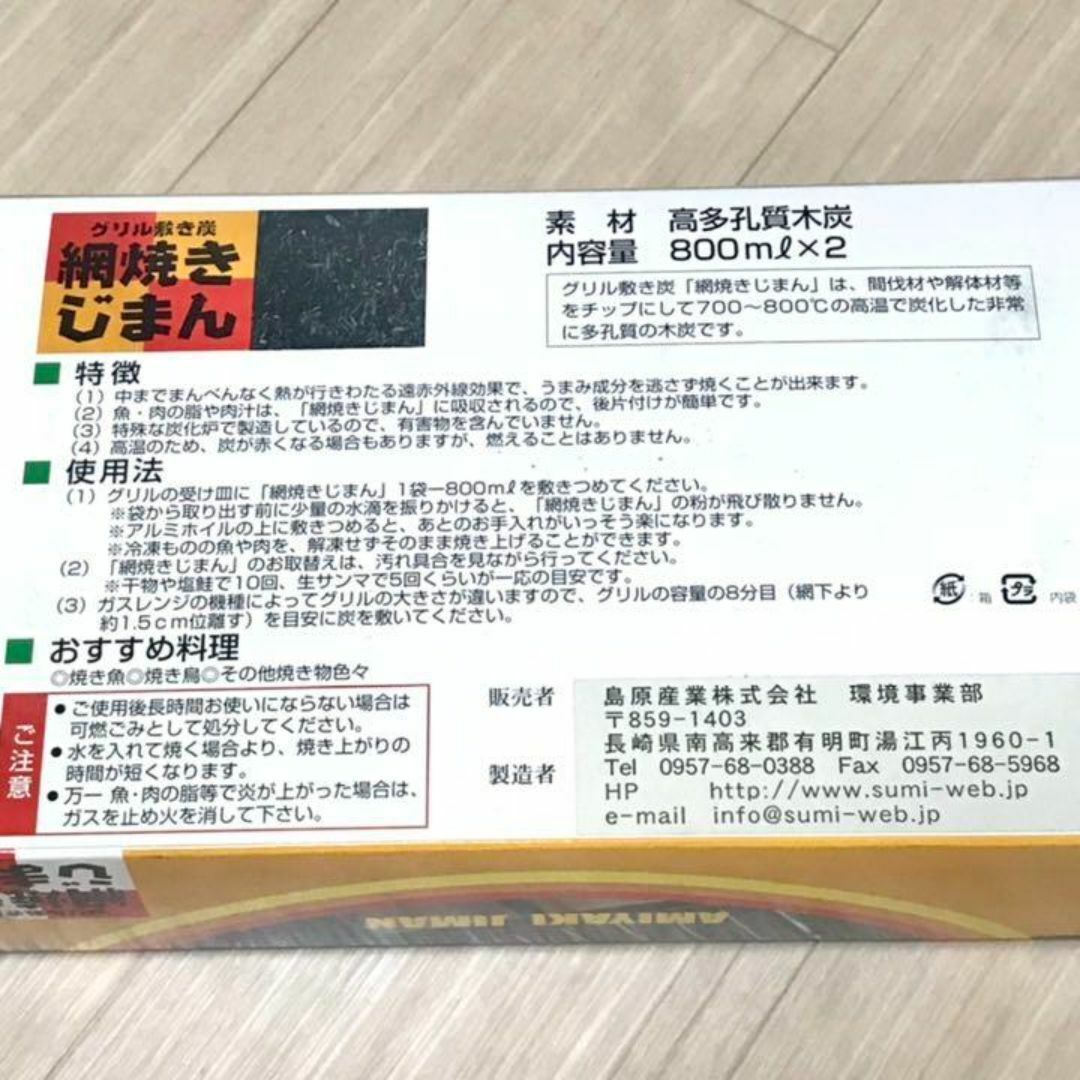 グリル敷き炭
網焼き
じまん
素　材　高多孔質木炭
内容量　800mℓ×2
グリル敷き炭「網焼きじまん」は、間伐材や解体材等
をチップにして700～800℃の高温で炭化した非常
に多孔質の木炭です。
特徴
（1）中までまんべんなく熱が行きわたる遠赤外線効果で、うまみ成分を逃さず焼くことが出来ます。
（2）魚・肉の脂や肉汁は、「網焼きじまん」に吸収されるので、後片付けが簡単です。
（3）特殊な炭化炉で製造しているので、有害物を含んでいません。
（4）高温のため、炭が赤くなる場合もありますが、燃えることはありません。
使用法
（1）グリルの受け皿に「網焼きじまん」1袋ー800mℓを敷きつめてください。
※袋から取り出す前に少量の水滴を振りかけると、「網焼きじまん」の粉が飛び散りません。
※アルミホイルの上に敷きつめると、あとのお手入れがいっそう楽になります。
※冷凍ものの魚や肉を、解凍せずそのまま焼き上げることができます。
（2）「網焼きじまん」のお取替えは、汚れ具合を見ながら行ってください。
※干物や塩鮭で10回、生サンマで5回くらいが一応の目安です。
（3）ガスレンジの機種によってグリルの大きさが違いますので、グリルの容量の8分目（網下より
約1.5cm位離す）を目安に炭を敷いてください。
紙 箱 プラ 内袋
おすすめ料理
◎焼き魚◎焼き鳥◎その他焼き物色々
ご注意
●ご使用後長時間お使いにならない場合は
可燃ごみとして処分してください。
●水を入れて焼く場合より、焼き上がりの
時間が短くなります。
●万一 魚・肉の脂等で炎が上がった場合は、
ガスを止め火を消して下さい。
販売者
製造者
島原産業株式会社　環境事業部
〒859-1403
長崎県南高来郡有明町湯江丙1960-1
Tel　0957-68-0388　Fax　0957-68-5968
HP　http://www.sumi-web.jp
e-mail　info@sumi-web.jp
網焼き
じまん
AMIYAKI JIMAN